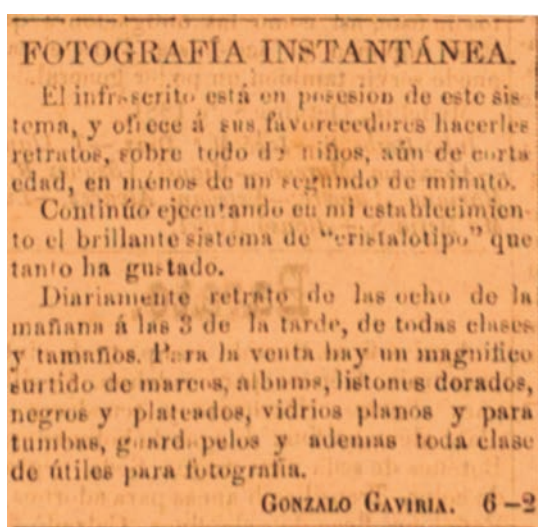 FOTOGRAFÍA INSTANTÁNEA.
El infrascrito está en posesion de este sis
tema, y ofrece á sus favorecedores hacerles
retratos, sobre todo de niños, aún de corta
edad, en ménos de un segundo de minuto.
Continúo ejecutando en mi establecimien-
to el brillante sistema de "cristalotipo" que
tanto ha gustado.
Diariamente retrato de las ocho de la
mañana á las 3 de la tarde, de todas clases
y tamaños. Para la venta hay un magnífico
surtido de marcos, albums, listones dorados,
negros y plateados, vidrios planos y para
tumbas, guardapelos y ademas toda clase
de útiles para fotografía.
GONZALO GAVIRIA. 6-2